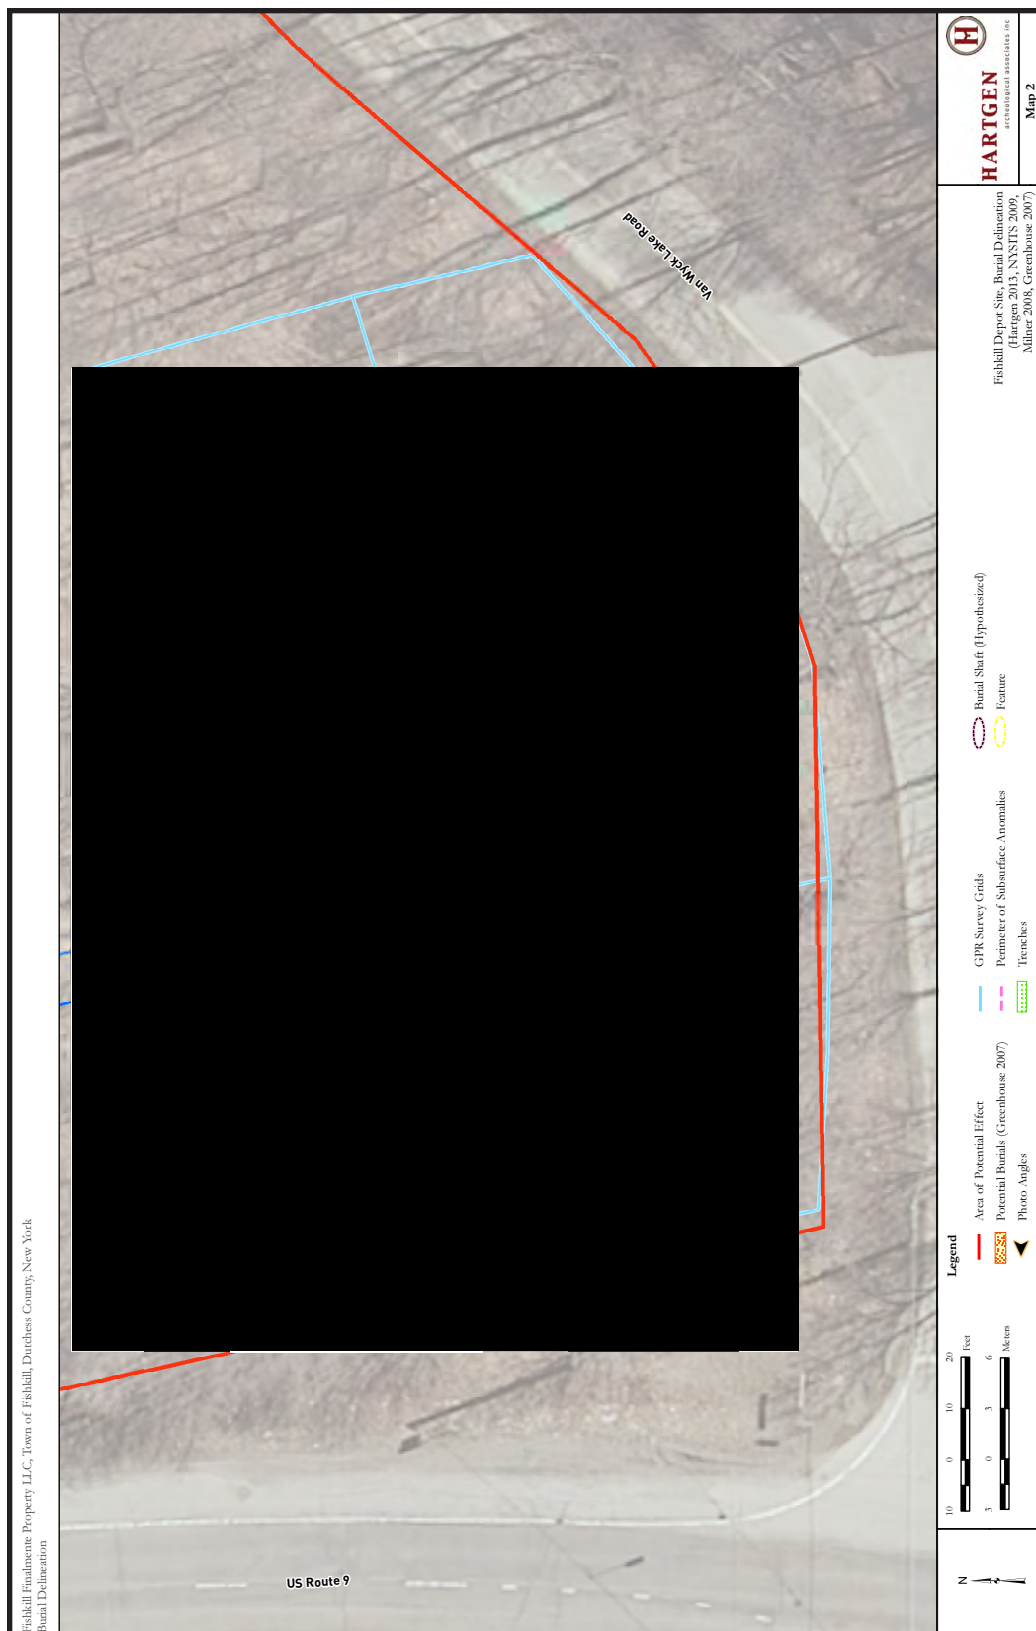 Fishkill Finalmente Property LLC, Town of Fishkill, Dutchess County, New York
Burial Delineation
US Route 9
Van Wyck Lake Road
N
10 0 10 20
Feet
3 0 3 6
Meters
Legend
Area of Potential Effect
Potential Burials (Greenhouse 2007)
Photo Angles
GPR Survey Grids
Perimeter of Subsurface Anomalies
Trenches
Burial Shaft (Hypothesized)
Feature
Fishkill Depot Site, Burial Delineation
(Hartgen 2013, NYSITS 2009,
Milner 2008, Greenhouse 2007)
H
HARTGEN
archeological associates inc
Map 2